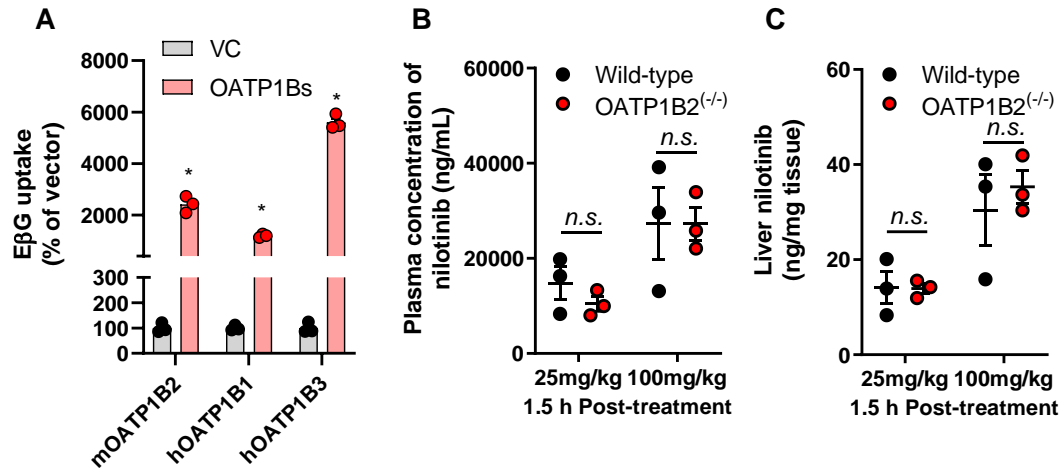 A
VC
OATP1Bs
EβG uptake
(% of vector)
8000
6000
4000
2000
100
200
300
100
0
*
*
*
mOATP1B2
hOATP1B1
hOATP1B3
B
Wild-type
OATP1B2(-/-)
Plasma concentration of
nilotinib (ng/mL)
60000
40000
20000
0
n.s.
n.s.
25mg/kg 100mg/kg
1.5 h Post-treatment
C
Wild-type
OATP1B2(-/-)
Liver nilotinib
(ng/mg tissue)
60
40
20
0
n.s.
n.s.
25mg/kg 100mg/kg
1.5 h Post-treatment